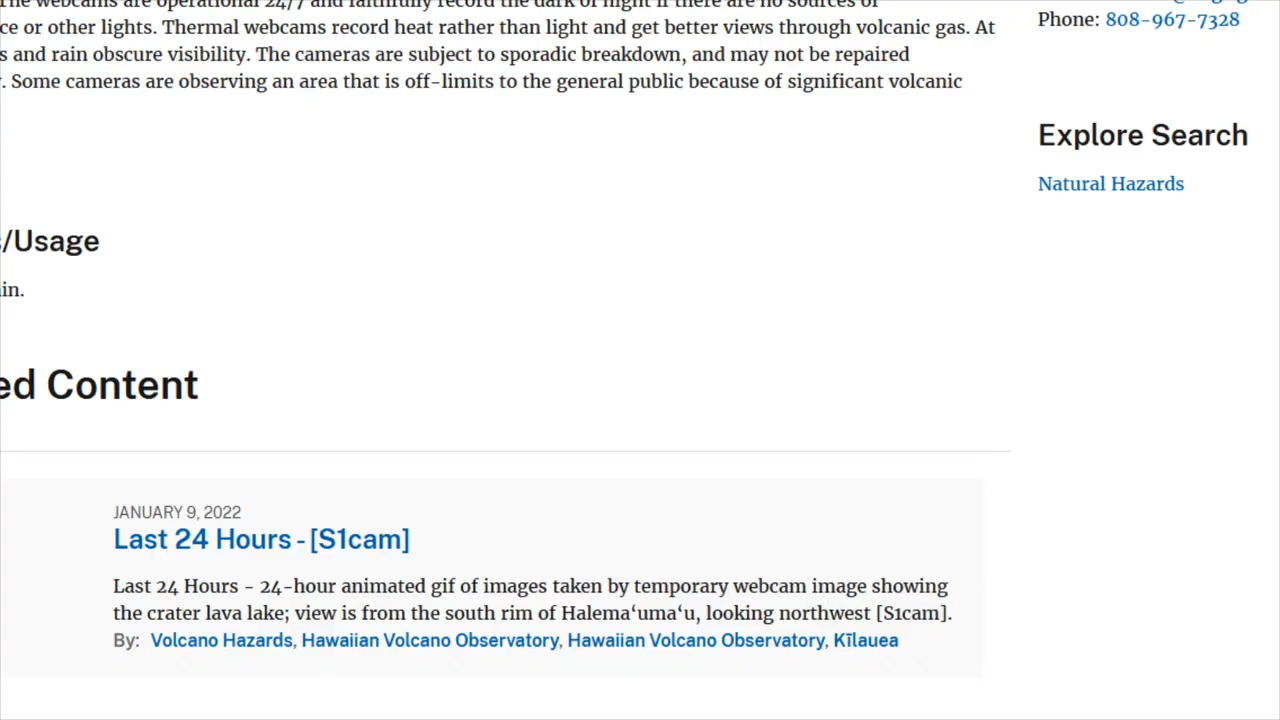 The webcams are operational 24/7 and faithfully record the dark of night if there are no sources of
ce or other lights. Thermal webcams record heat rather than light and get better views through volcanic gas. At
s and rain obscure visibility. The cameras are subject to sporadic breakdown, and may not be repaired
. Some cameras are observing an area that is off-limits to the general public because of significant volcanic
Phone: 808-967-7328
Explore Search
Natural Hazards
/Usage
in.
ed Content
JANUARY 9, 2022
Last 24 Hours - [S1cam]
Last 24 Hours - 24-hour animated gif of images taken by temporary webcam image showing
the crater lava lake; view is from the south rim of Halema‘uma‘u, looking northwest [S1cam].
By: Volcano Hazards, Hawaiian Volcano Observatory, Hawaiian Volcano Observatory, Kīlauea